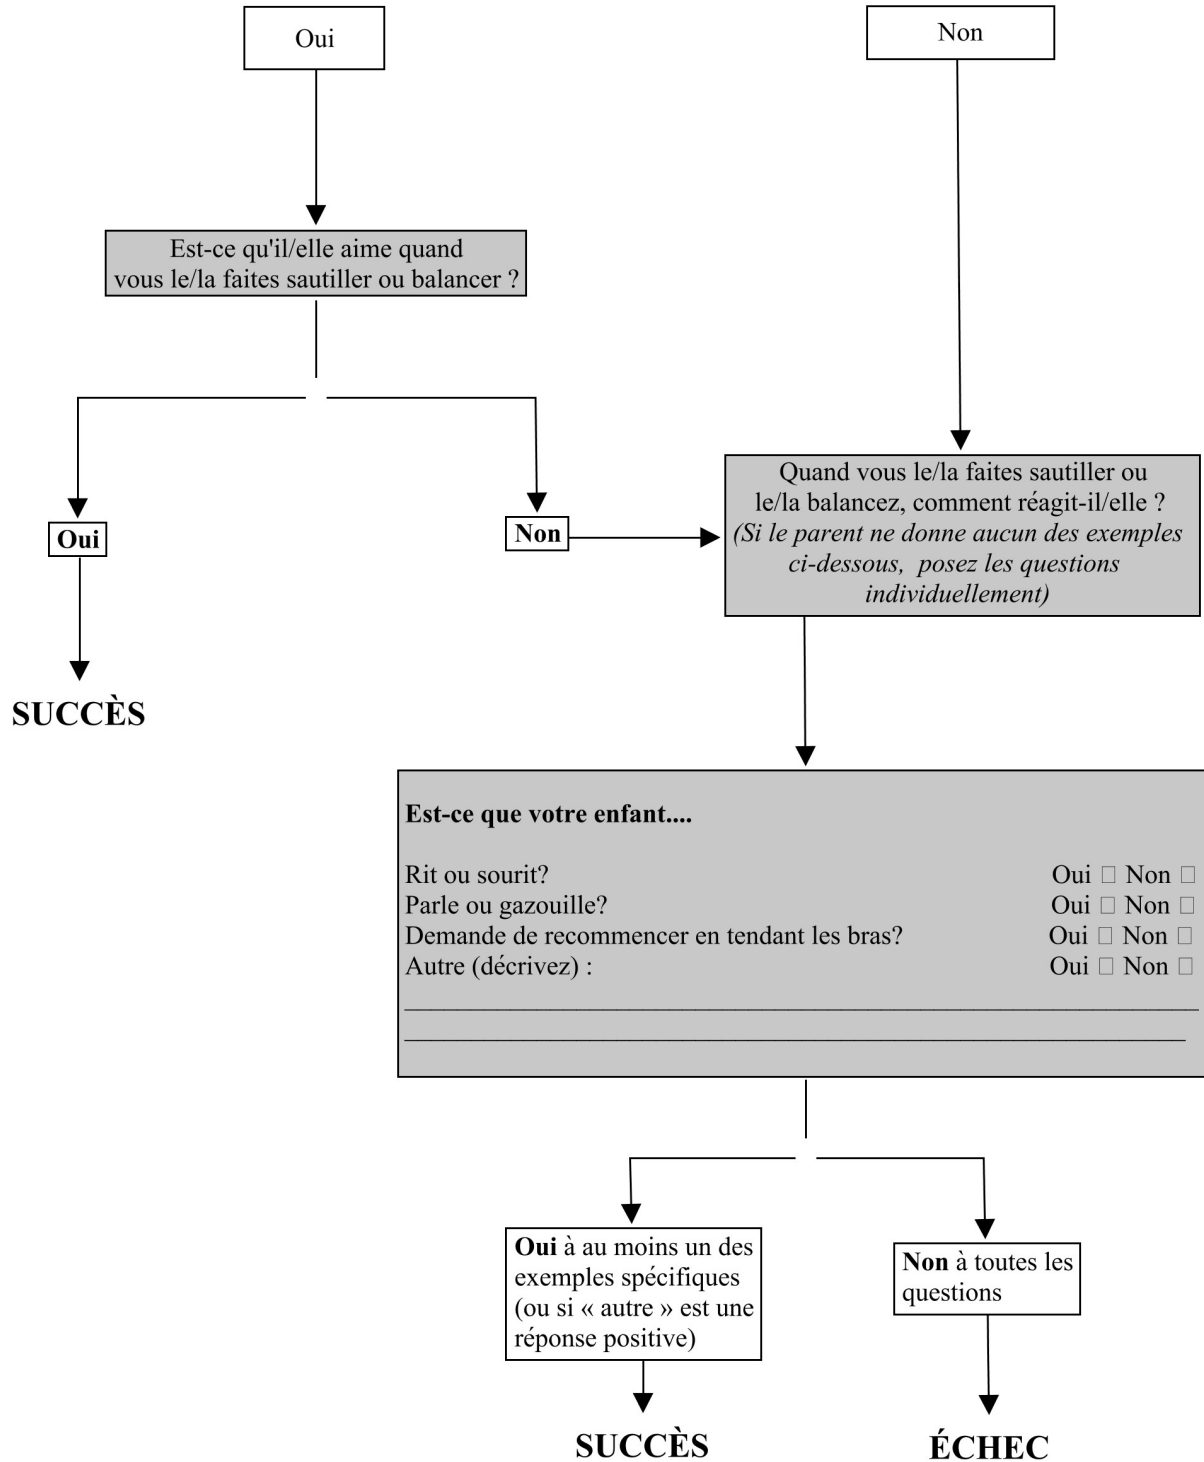 Oui
Non
Est-ce qu'il/elle aime quand
vous le/la faites sautiller ou balancer ?
Oui
Non
Quand vous le/la faites sautiller ou
le/la balancez, comment réagit-il/elle ?
(Si le parent ne donne aucun des exemples
ci-dessous, posez les questions
individuellement)
SUCCÈS
Est-ce que votre enfant....
Rit ou sourit? Oui □ Non □
Parle ou gazouille? Oui □ Non □
Demande de recommencer en tendant les bras? Oui □ Non □
Autre (décrivez) : Oui □ Non □
Oui à au moins un des
exemples spécifiques
(ou si « autre » est une
réponse positive)
Non à toutes les
questions
SUCCÈS
ÉCHEC